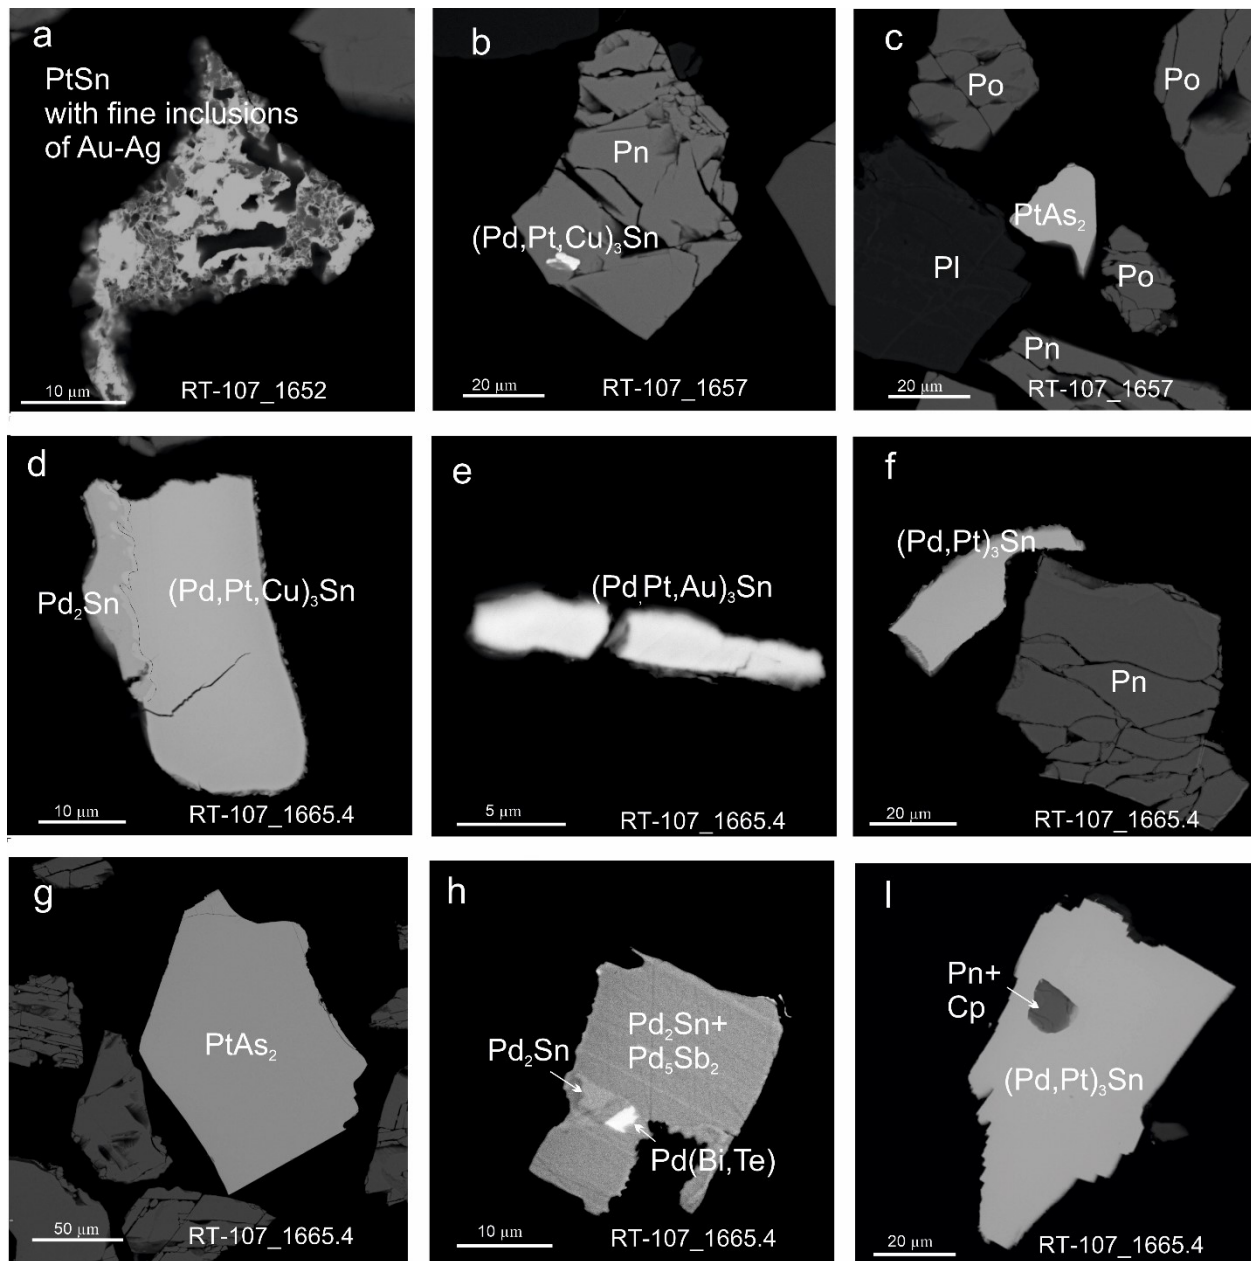 a
PtSn
with fine inclusions
of Au-Ag
10 µm
RT-107_1652
b
Pn
(Pd,Pt,Cu)₃Sn
20 µm
RT-107_1657
c
Po
Po
PtAs₂
Pl
Po
Pn
20 µm
RT-107_1657
d
Pd₂Sn
(Pd,Pt,Cu)₃Sn
10 µm
RT-107_1665.4
e
(Pd,Pt,Au)₃Sn
5 µm
RT-107_1665.4
f
(Pd,Pt)₃Sn
Pn
20 µm
RT-107_1665.4
g
PtAs₂
50 µm
RT-107_1665.4
h
Pd₂Sn+
Pd₅Sb₂
Pd₂Sn
Pd(Bi,Te)
10 µm
RT-107_1665.4
l
Pn+
Cp
(Pd,Pt)₃Sn
20 µm
RT-107_1665.4